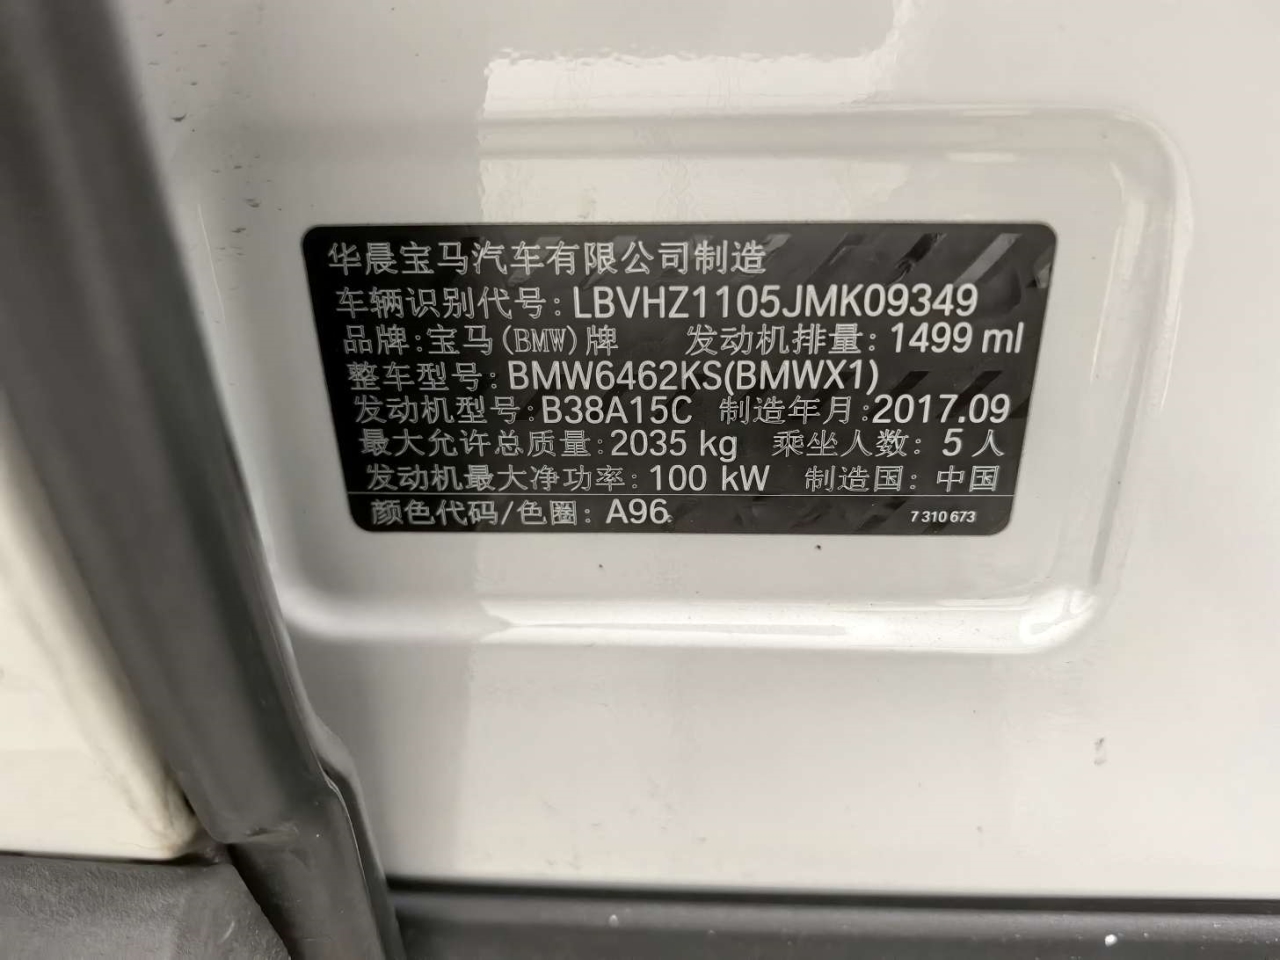 华晨宝马汽车有限公司制造
车辆识别代号: LBVHZ1105JMK09349
品牌: 宝马(BMW)牌 发动机排量: 1499 ml
整车型号: BMW6462KS(BMWX1)
发动机型号: B38A15C 制造年月: 2017.09
最大允许总质量: 2035 kg 乘坐人数: 5 人
发动机最大净功率: 100 kW 制造国: 中国
颜色代码/色圈: A96
7 310 673